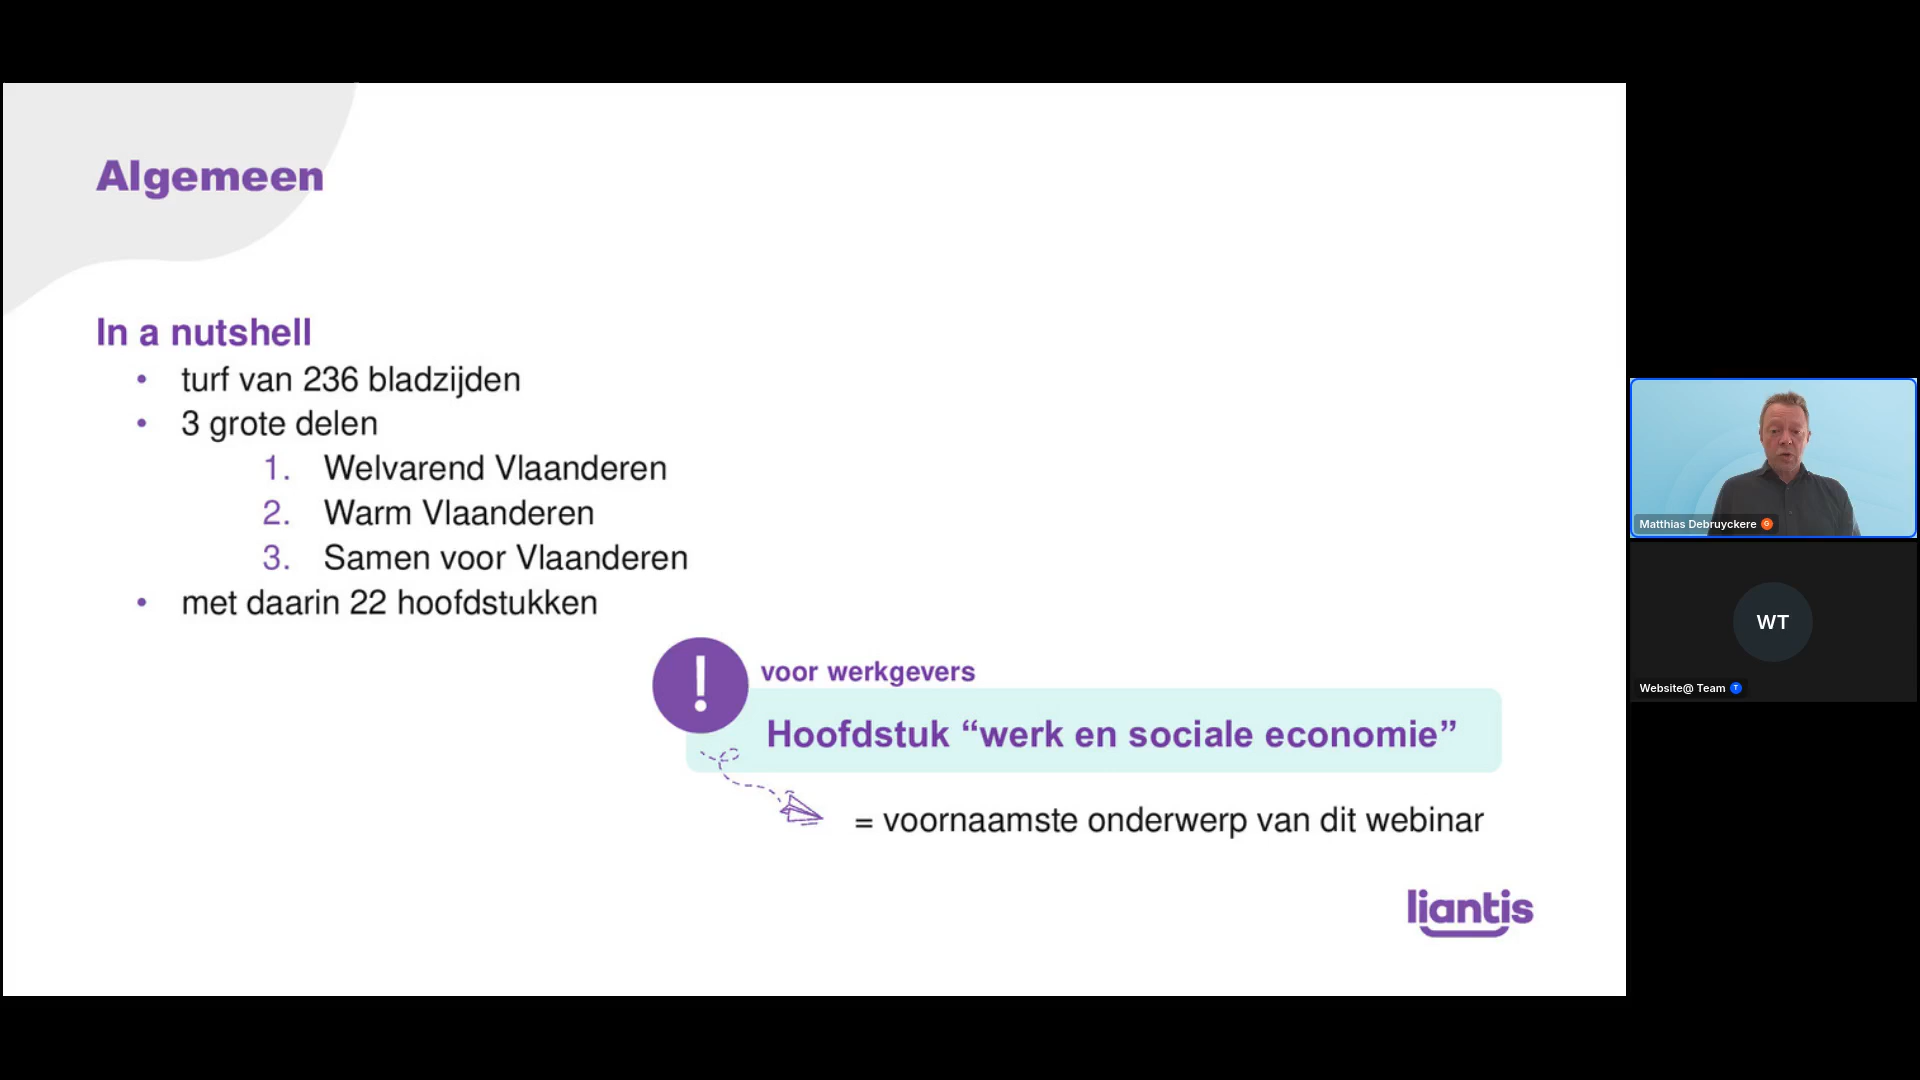 Algemeen
In a nutshell
• turf van 236 bladzijden
• 3 grote delen
1. Welvarend Vlaanderen
2. Warm Vlaanderen
3. Samen voor Vlaanderen
• met daarin 22 hoofdstukken
!
voor werkgevers
Hoofdstuk “werk en sociale economie”
= voornaamste onderwerp van dit webinar
liantis
Matthias Debruyckere G
WT
Website@ Team T